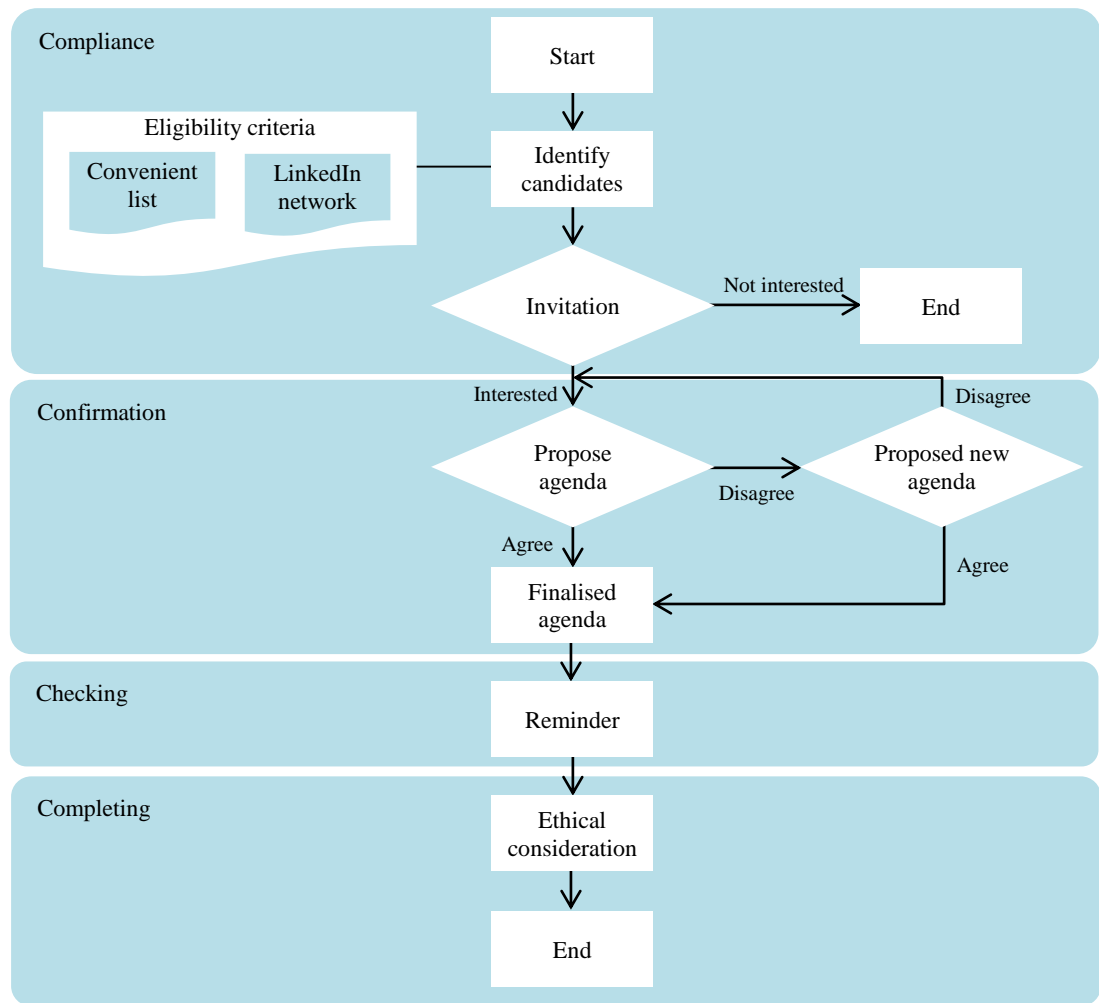 Compliance
Start
Eligibility criteria
Convenient
list
LinkedIn
network
Identify
candidates
Invitation
Not interested
End
Interested
Confirmation
Disagree
Propose
agenda
Disagree
Proposed new
agenda
Agree
Agree
Finalised
agenda
Checking
Reminder
Completing
Ethical
consideration
End